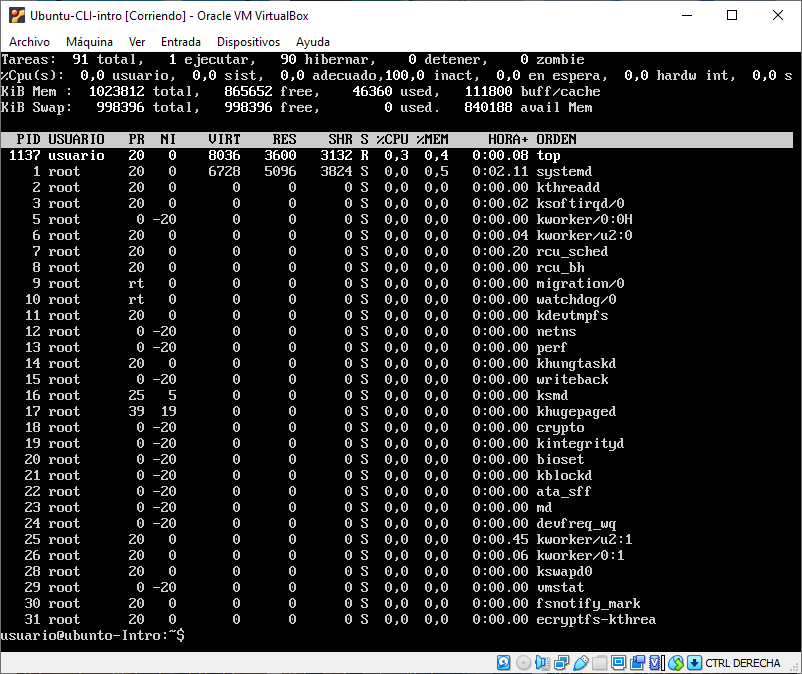 Ubuntu-CLI-intro [Corriendo] - Oracle VM VirtualBox
Archivo Máquina Ver Entrada Dispositivos Ayuda
Tareas: 91 total, 1 ejecutar, 90 hibernar, 0 detener, 0 zombie
%Cpu(s): 0,0 usuario, 0,0 sist, 0,0 adecuado,100,0 inact, 0,0 en espera, 0,0 hardw int, 0,0 s
KiB Mem : 1023812 total, 865652 free, 46360 used, 111800 buff/cache
KiB Swap: 998396 total, 998396 free, 0 used. 840188 avail Mem
PID USUARIO PR NI VIRT RES SHR S %CPU %MEM HORA+ ORDEN
1137 usuario 20 0 8036 3600 3132 R 0,3 0,4 0:00.08 top
1 root 20 0 6728 5096 3824 S 0,0 0,5 0:02.11 systemd
2 root 20 0 0 0 0 S 0,0 0,0 0:00.00 kthreadd
3 root 20 0 0 0 0 S 0,0 0,0 0:00.02 ksoftirqd/0
5 root 0 -20 0 0 0 S 0,0 0,0 0:00.00 kworker/0:0H
6 root 20 0 0 0 0 S 0,0 0,0 0:00.04 kworker/u2:0
7 root 20 0 0 0 0 S 0,0 0,0 0:00.20 rcu_sched
8 root 20 0 0 0 0 S 0,0 0,0 0:00.00 rcu_bh
9 root rt 0 0 0 0 S 0,0 0,0 0:00.00 migration/0
10 root rt 0 0 0 0 S 0,0 0,0 0:00.00 watchdog/0
11 root 20 0 0 0 0 S 0,0 0,0 0:00.00 kdevtmpfs
12 root 0 -20 0 0 0 S 0,0 0,0 0:00.00 netns
13 root 0 -20 0 0 0 S 0,0 0,0 0:00.00 perf
14 root 20 0 0 0 0 S 0,0 0,0 0:00.00 khungtaskd
15 root 0 -20 0 0 0 S 0,0 0,0 0:00.00 writeback
16 root 25 5 0 0 0 S 0,0 0,0 0:00.00 ksmd
17 root 39 19 0 0 0 S 0,0 0,0 0:00.00 khugepaged
18 root 0 -20 0 0 0 S 0,0 0,0 0:00.00 crypto
19 root 0 -20 0 0 0 S 0,0 0,0 0:00.00 kintegrityd
20 root 0 -20 0 0 0 S 0,0 0,0 0:00.00 bioset
21 root 0 -20 0 0 0 S 0,0 0,0 0:00.00 kblockd
22 root 0 -20 0 0 0 S 0,0 0,0 0:00.00 ata_sff
23 root 0 -20 0 0 0 S 0,0 0,0 0:00.00 md
24 root 0 -20 0 0 0 S 0,0 0,0 0:00.00 devfreq_wq
25 root 20 0 0 0 0 S 0,0 0,0 0:00.45 kworker/u2:1
26 root 20 0 0 0 0 S 0,0 0,0 0:00.06 kworker/0:1
28 root 20 0 0 0 0 S 0,0 0,0 0:00.00 kswapd0
29 root 0 -20 0 0 0 S 0,0 0,0 0:00.00 vmstat
30 root 20 0 0 0 0 S 0,0 0,0 0:00.00 fsnotify_mark
31 root 20 0 0 0 0 S 0,0 0,0 0:00.00 ecryptfs-kthrea
usuario@ubunto-Intro:~$
CTRL DERECHA